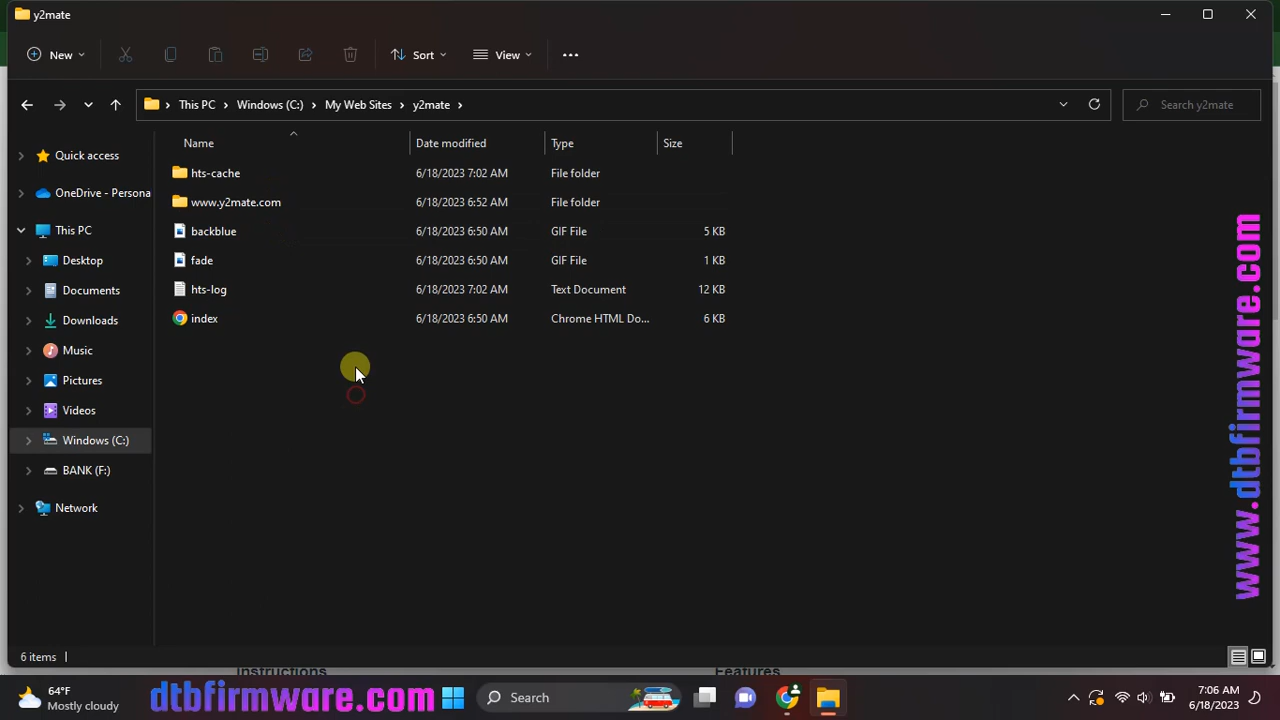 y2mate
New
Sort
View
This PC > Windows (C:) > My Web Sites > y2mate >
Search y2mate
Name Date modified Type Size
hts-cache 6/18/2023 7:02 AM File folder
www.y2mate.com 6/18/2023 6:52 AM File folder
backblue 6/18/2023 6:50 AM GIF File 5 KB
fade 6/18/2023 6:50 AM GIF File 1 KB
hts-log 6/18/2023 7:02 AM Text Document 12 KB
index 6/18/2023 6:50 AM Chrome HTML Do... 6 KB
Quick access
OneDrive - Persona
This PC
Desktop
Documents
Downloads
Music
Pictures
Videos
Windows (C:)
BANK (F:)
Network
www.dtbfirmware.com
6 items
Instructions
Features
64°F
Mostly cloudy
dtbfirmware.com
Search
7:06 AM
6/18/2023